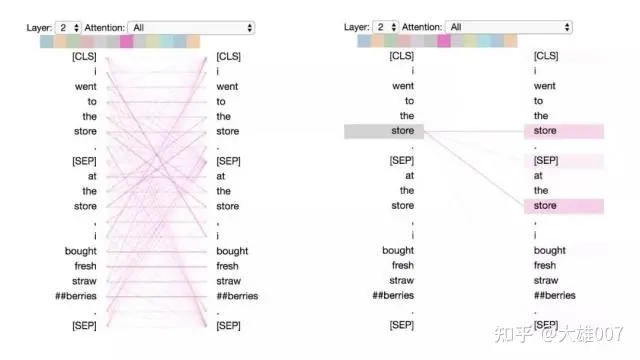 Layer: 2 Attention: All
[CLS] [CLS]
i i
went went
to to
the the
store store
. .
[SEP] [SEP]
at at
the the
store store
, ,
i i
bought bought
fresh fresh
straw straw
##berries ##berries
. .
[SEP] [SEP]
Layer: 2 Attention: All
[CLS] [CLS]
i i
went went
to to
the the
store store
. .
[SEP] [SEP]
at at
the the
store store
, ,
i i
bought bought
fresh fresh
straw straw
##berries ##berries
. .
[SEP] [SEP]
知乎 @大雄007